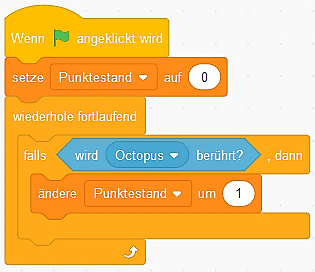 Wenn angeklickt wird
setze Punktestand auf 0
wiederhole fortlaufend
falls wird Octopus berührt? , dann
ändere Punktestand um 1